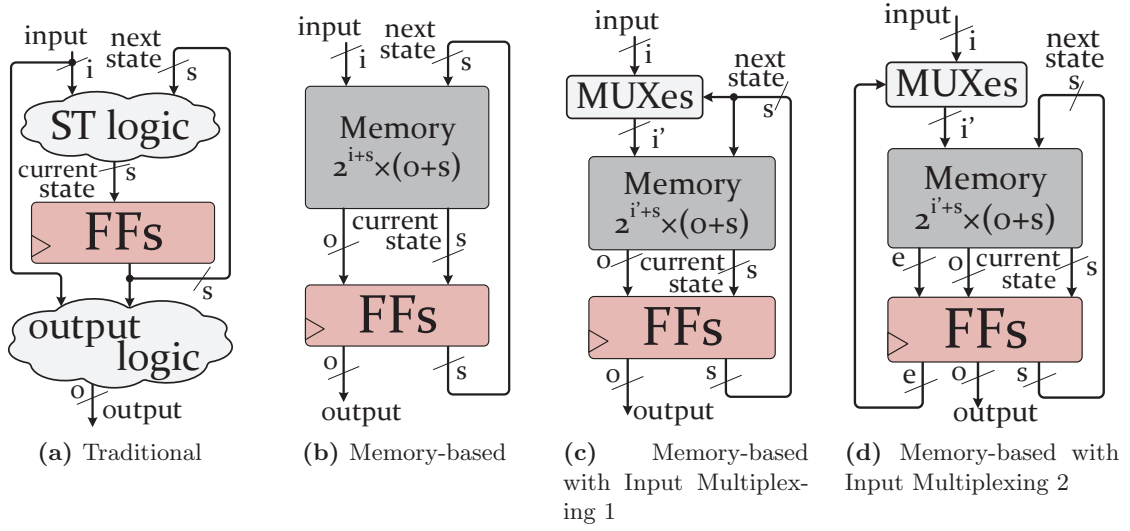 input
next
state
i
s
ST logic
current
state
s
FFs
s
output
logic
o
output
(a) Traditional
input
next
state
i
s
Memory
2^{i+s}×(o+s)
o
current
state
s
FFs
o
s
output
(b) Memory-based
input
i
next
state
s
MUXes
i'
Memory
2^{i'+s}×(o+s)
o
current
state
s
FFs
o
s
output
(c) Memory-based
with Input Multiplex-
ing 1
input
i
next
state
s
MUXes
i'
Memory
2^{i'+s}×(o+s)
e
o
current
state
s
FFs
e
o
s
output
(d) Memory-based with
Input Multiplexing 2